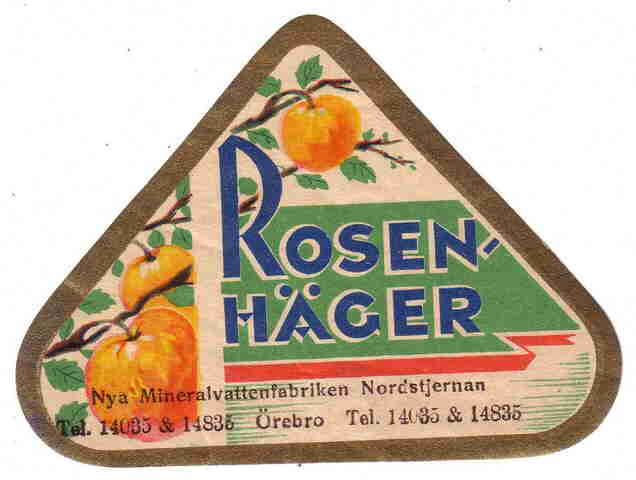 ROSEN-
HÄGER
Nya Mineralvattenfabriken Nordstjernan
Tel. 14035 & 14835 Örebro Tel. 14035 & 14835